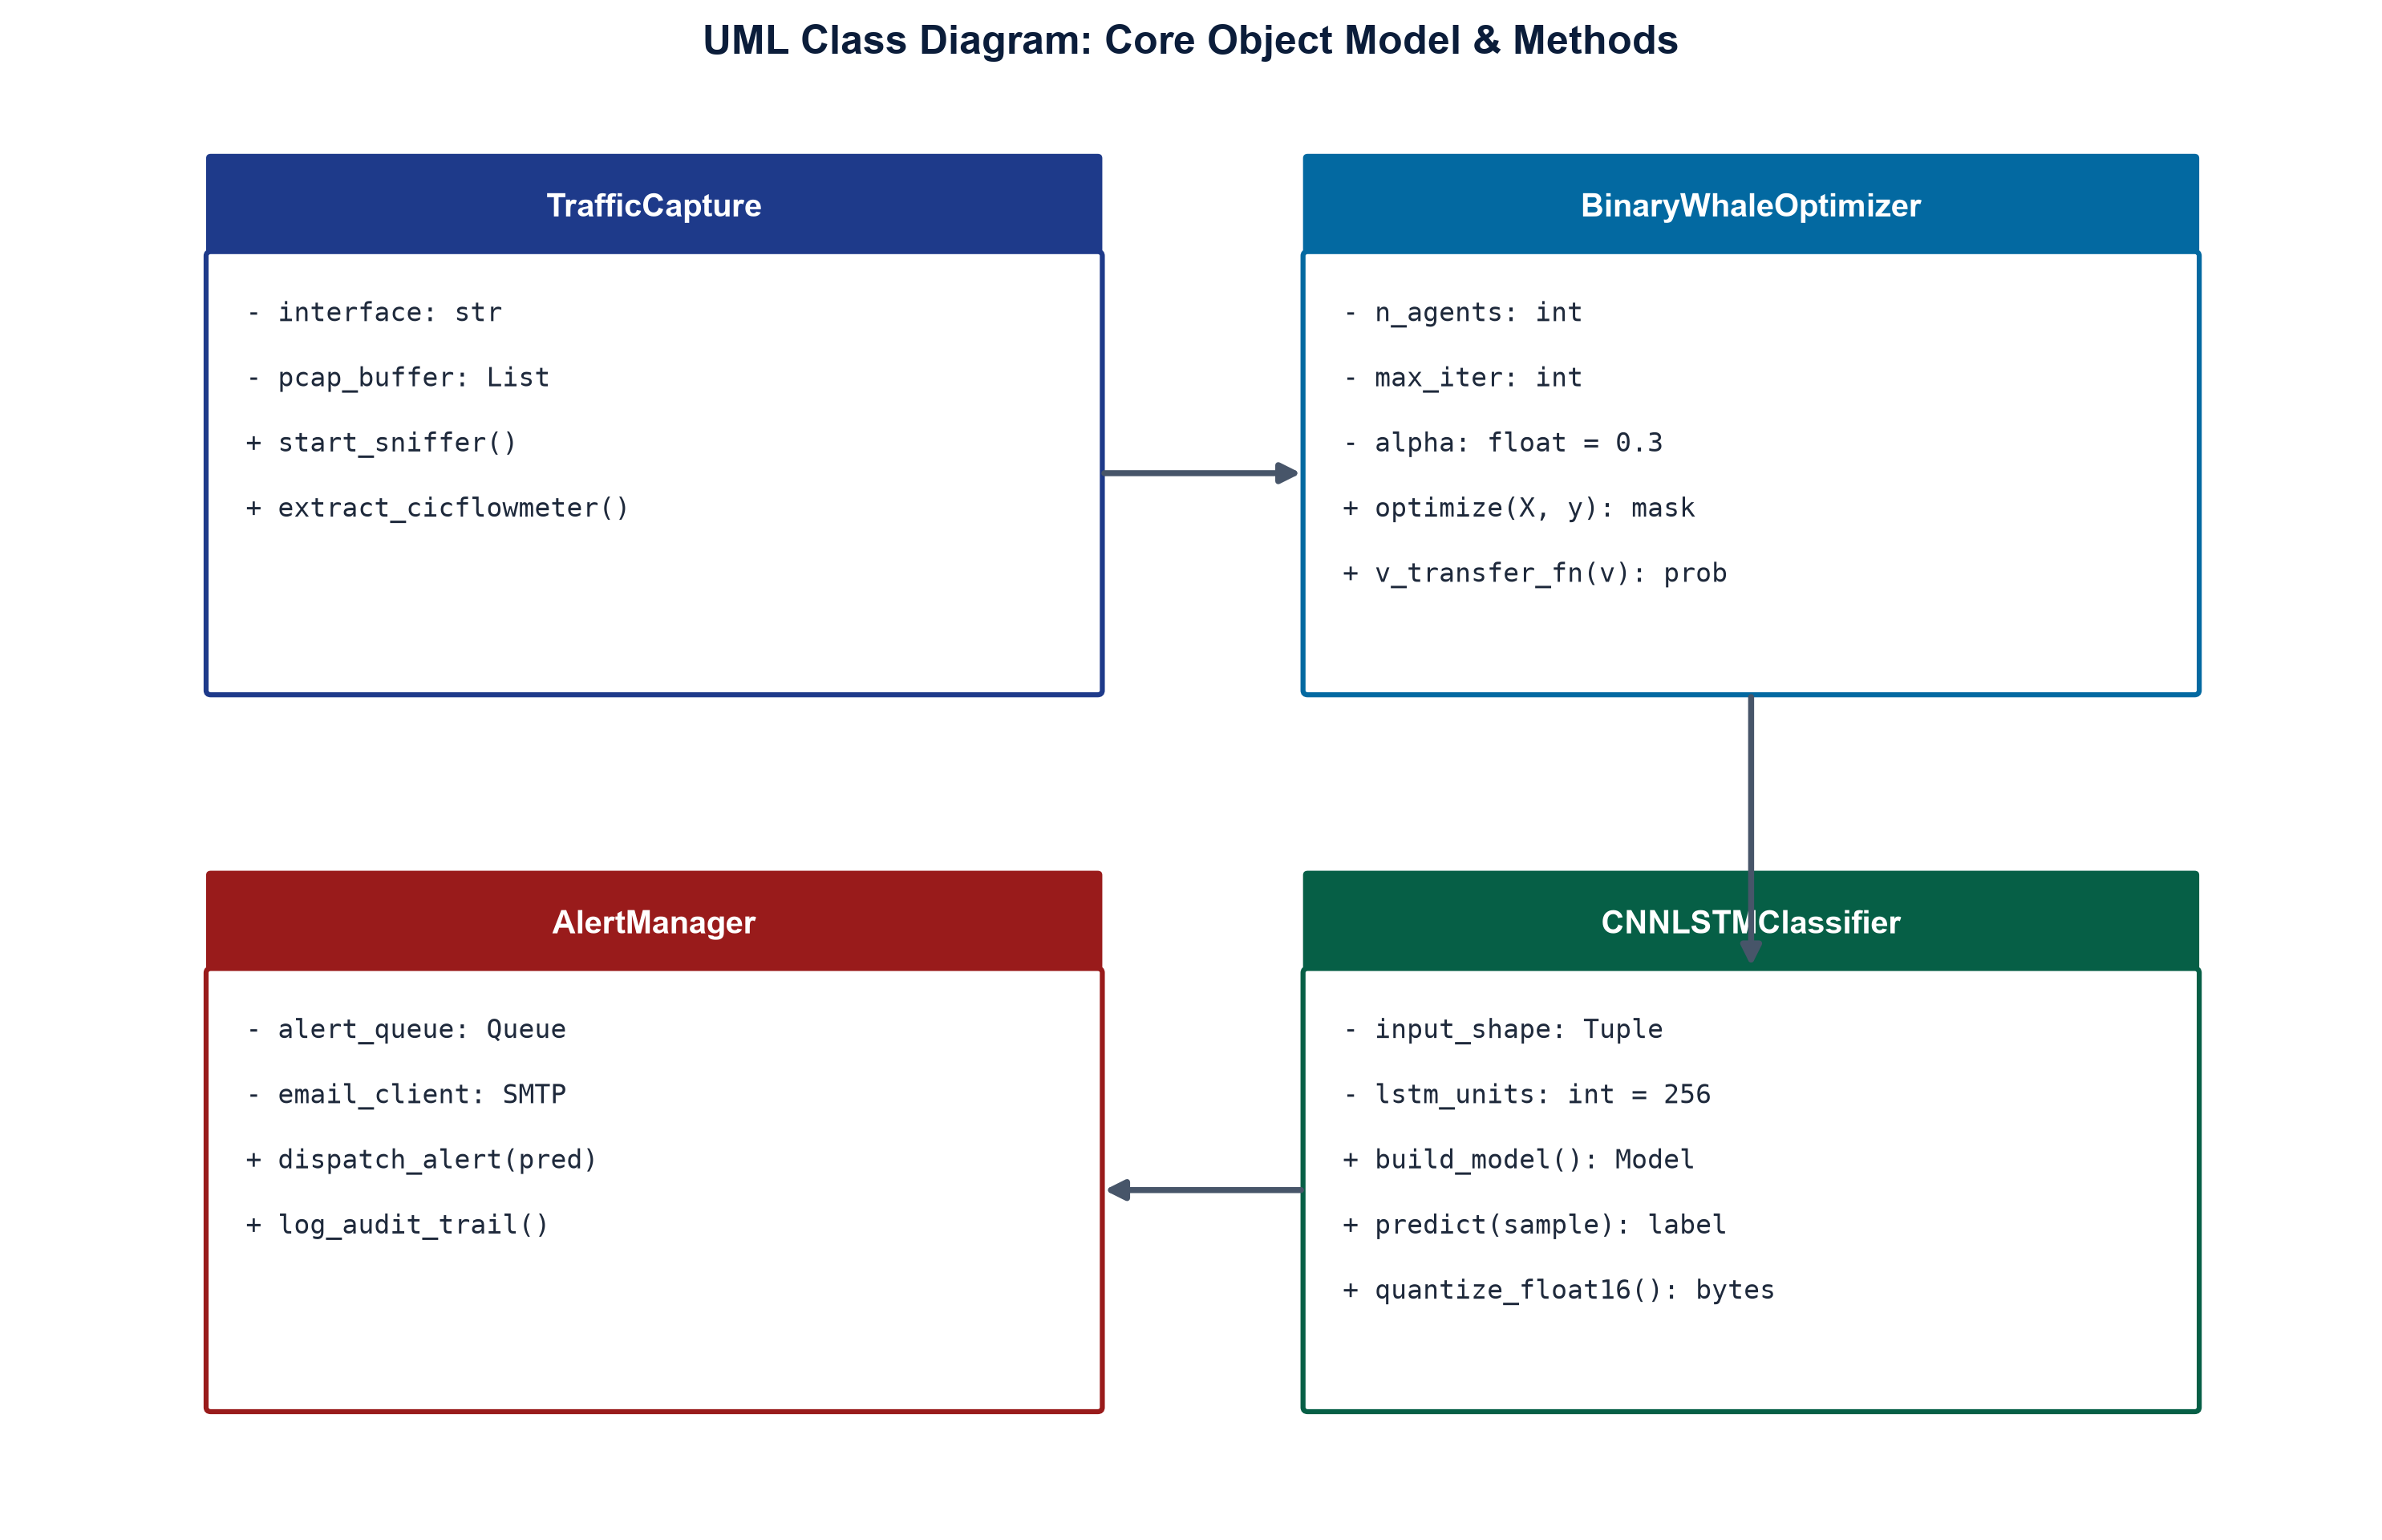 UML Class Diagram: Core Object Model & Methods
TrafficCapture
- interface: str
- pcap_buffer: List
+ start_sniffer()
+ extract_cicflowmeter()
BinaryWhaleOptimizer
- n_agents: int
- max_iter: int
- alpha: float = 0.3
+ optimize(X, y): mask
+ v_transfer_fn(v): prob
AlertManager
- alert_queue: Queue
- email_client: SMTP
+ dispatch_alert(pred)
+ log_audit_trail()
CNNLSTMClassifier
- input_shape: Tuple
- lstm_units: int = 256
+ build_model(): Model
+ predict(sample): label
+ quantize_float16(): bytes